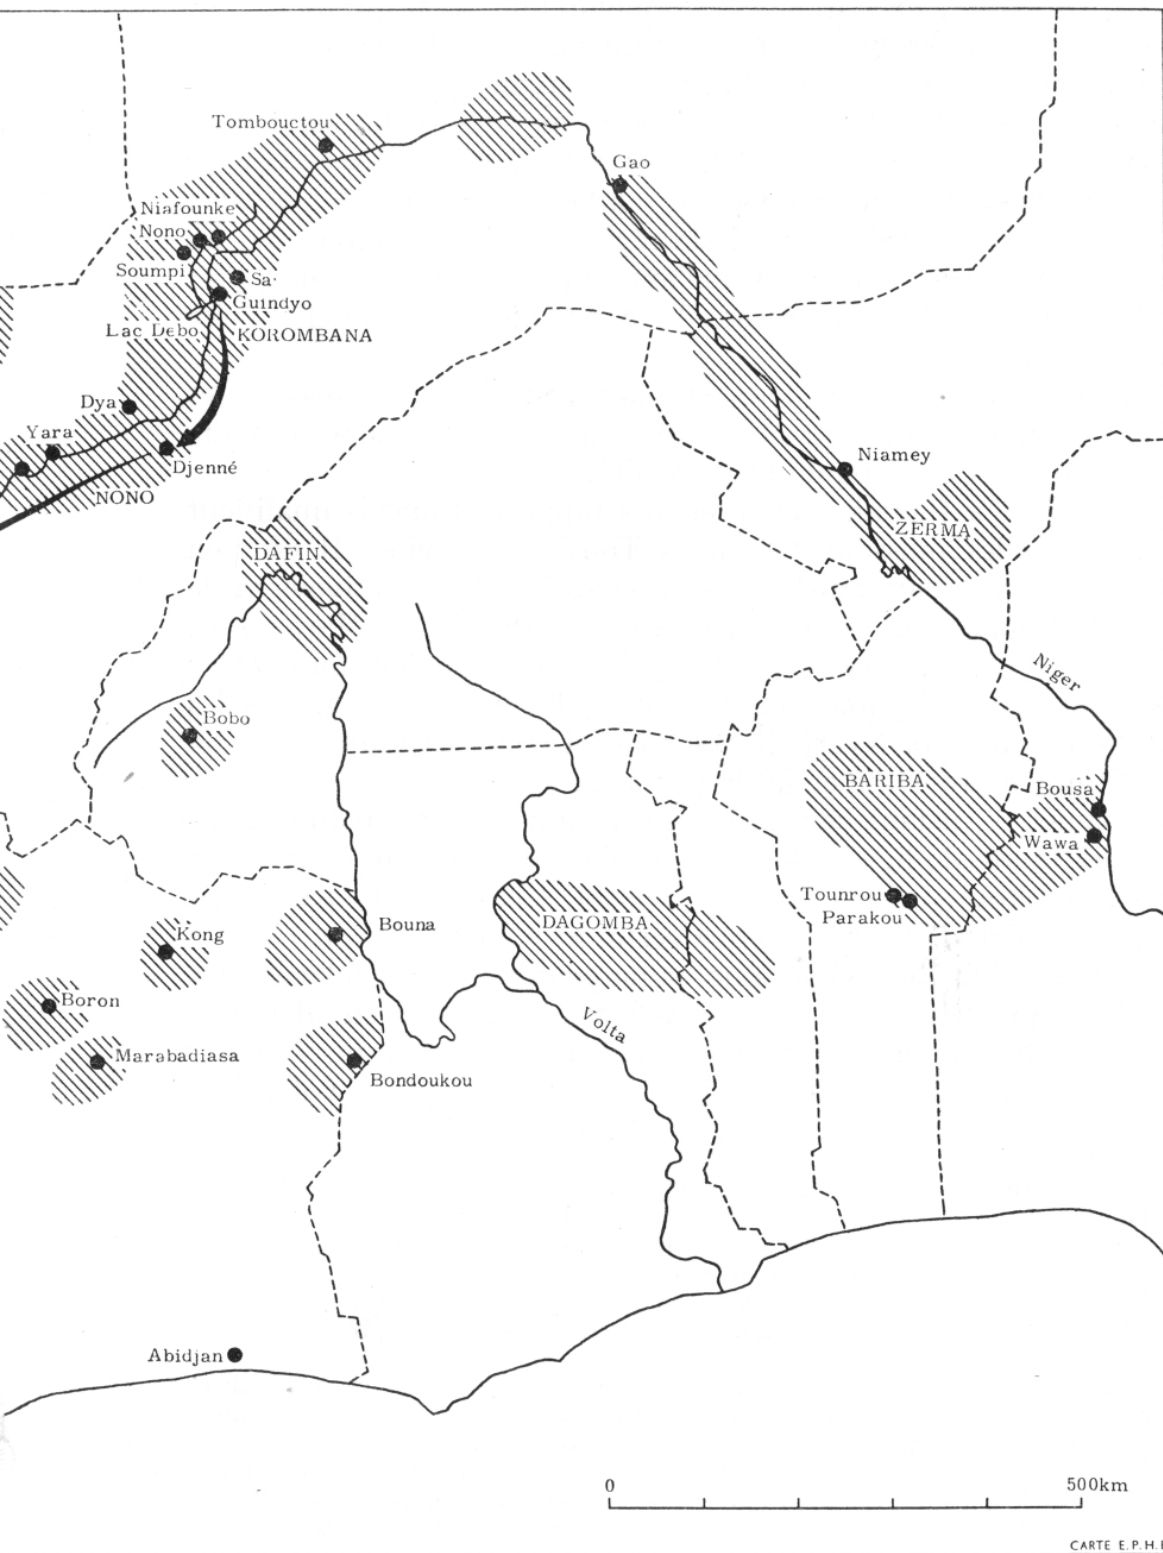 Tombouctou
Gao
Niafounke
Nono
Soumpi
Sa
Guindyo
Lac Debo
KOROMBANA
Dya
Yara
Djenné
Niamey
NONO
ZERMA
DAFIN
Niger
Bobo
BARIBA
Bousa
Wawa
Tounrou
Parakou
Kong
Bouna
DAGOMBA
Boron
Volta
Marabadiasa
Bondoukou
Abidjan
0 500km
CARTE E.P.H.